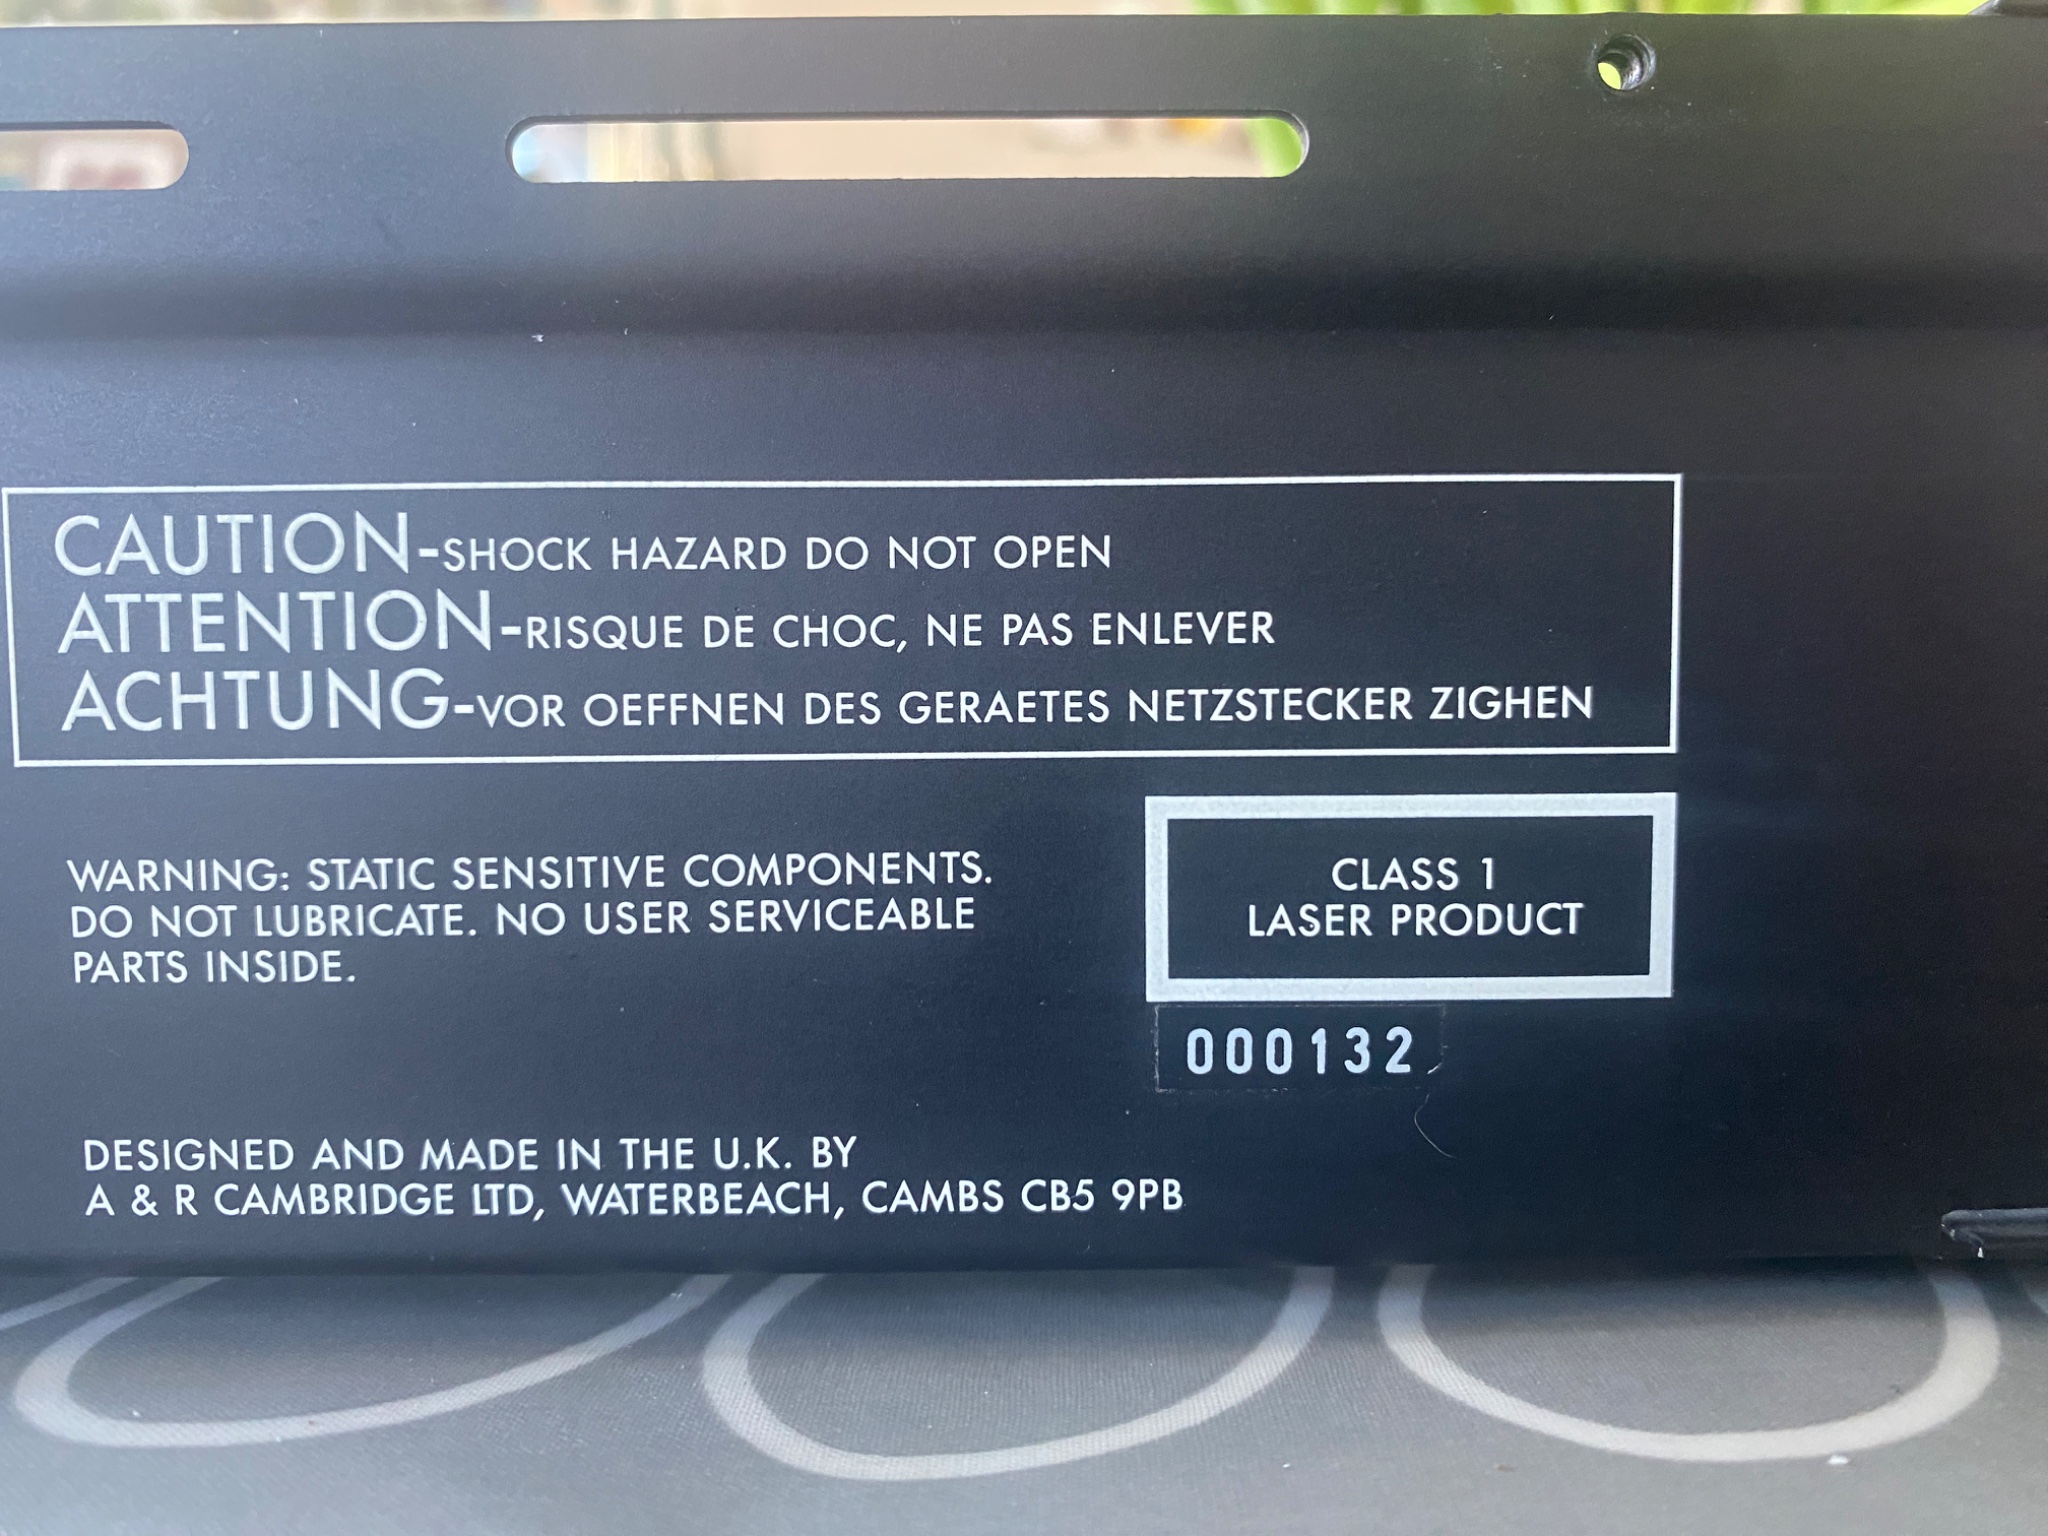 CAUTION-SHOCK HAZARD DO NOT OPEN
ATTENTION-RISQUE DE CHOC, NE PAS ENLEVER
ACHTUNG-VOR OEFFNEN DES GERAETES NETZSTECKER ZIGHEN
WARNING: STATIC SENSITIVE COMPONENTS.
DO NOT LUBRICATE. NO USER SERVICEABLE
PARTS INSIDE.
CLASS 1
LASER PRODUCT
000132
DESIGNED AND MADE IN THE U.K. BY
A & R CAMBRIDGE LTD, WATERBEACH, CAMBS CB5 9PB